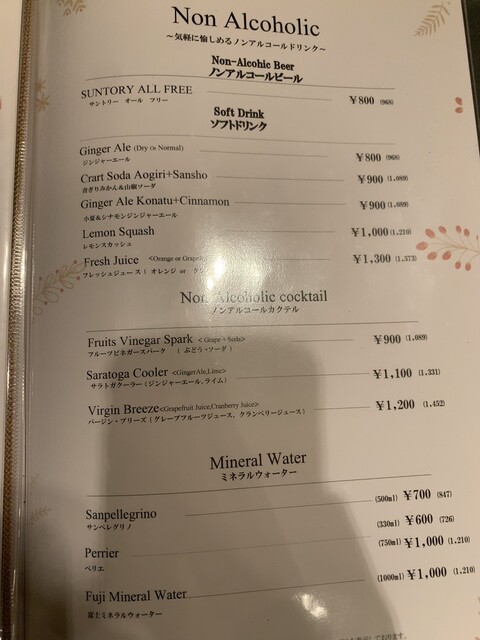 Non Alcoholic
～気軽に愉しめるノンアルコールドリンク～
Non-Alcohic Beer
ノンアルコールビール
SUNTORY ALL FREE ¥800 (968)
サントリー オール フリー
Soft Drink
ソフトドリンク
Ginger Ale (Dry or Normal) ¥800 (968)
ジンジャーエール
Crart Soda Aogiri+Sansho ¥900 (1.089)
青ぎりみかん&山椒ソーダ
Ginger Ale Konatu+Cinnamon ¥900 (1.089)
小夏&シナモンジンジャーエール
Lemon Squash ¥1,000 (1.210)
レモンスカッシュ
Fresh Juice <Orange or Grape ¥1,300 (1.573)
フレッシュジュース ( オレンジ or
Non Alcoholic cocktail
ノンアルコールカクテル
Fruits Vinegar Spark < Grape + Soda> ¥900 (1.089)
フルーツビネガースパーク ( ぶどう+ソーダ )
Saratoga Cooler <GingerAle,Lime> ¥1,100 (1.331)
サラトガクーラー (ジンジャーエール,ライム)
Virgin Breeze <Grapefruit Juice,Cranberry Juice> ¥1,200 (1.452)
バージン・ブリーズ (グレープフルーツジュース, クランベリージュース)
Mineral Water
ミネラルウォーター
Sanpellegrino (500ml) ¥700 (847)
サンペレグリノ
Perrier (330ml) ¥600 (726)
ペリエ (750ml) ¥1,000 (1.210)
Fuji Mineral Water (1000ml) ¥1,000 (1.210)
富士ミネラルウォーター
しております。